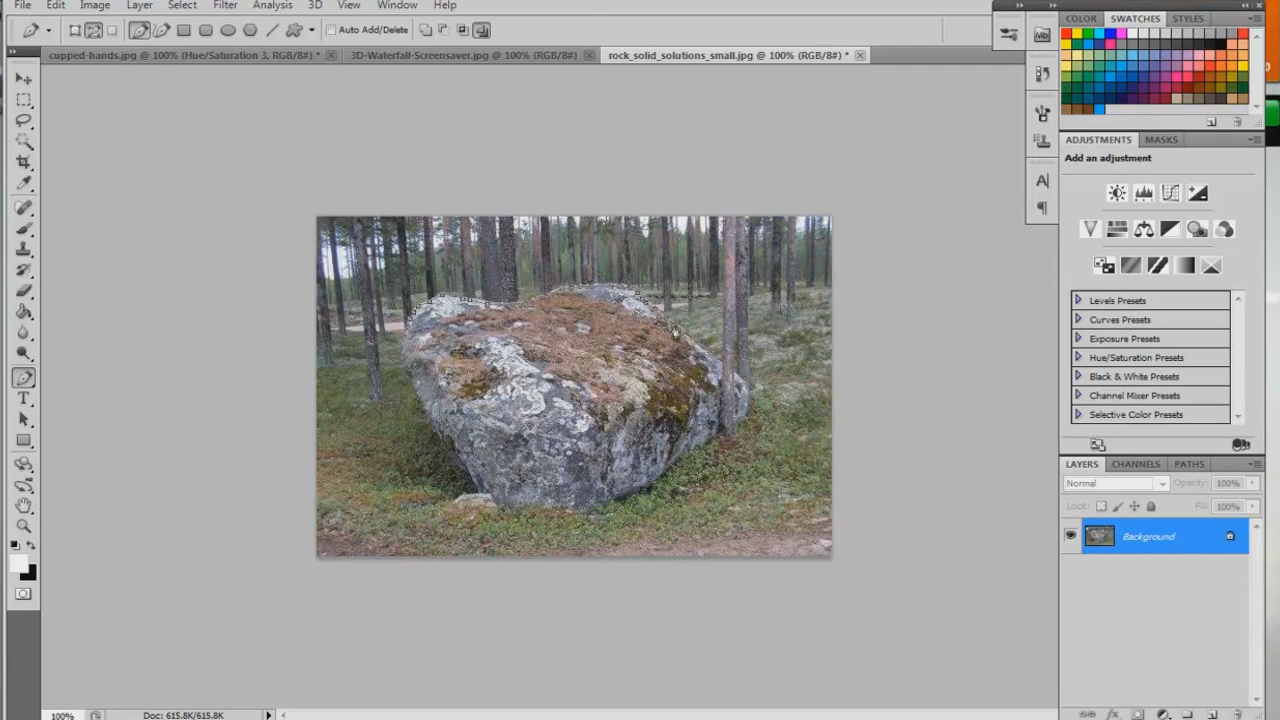 File Edit Image Layer Select Filter Analysis 3D View Window Help
Auto Add/Delete
cupped-hands.jpg @ 100% (Hue/Saturation 3, RGB/8#) *
3D-Waterfall-Screensaver.jpg @ 100% (RGB/8#)
rock_solid_solutions_small.jpg @ 100% (RGB/8#) *
COLOR SWATCHES STYLES
ADJUSTMENTS MASKS
Add an adjustment
Levels Presets
Curves Presets
Exposure Presets
Hue/Saturation Presets
Black & White Presets
Channel Mixer Presets
Selective Color Presets
LAYERS CHANNELS PATHS
Normal Opacity: 100%
Lock: Fill: 100%
Background
100% Doc: 615.8K/615.8K